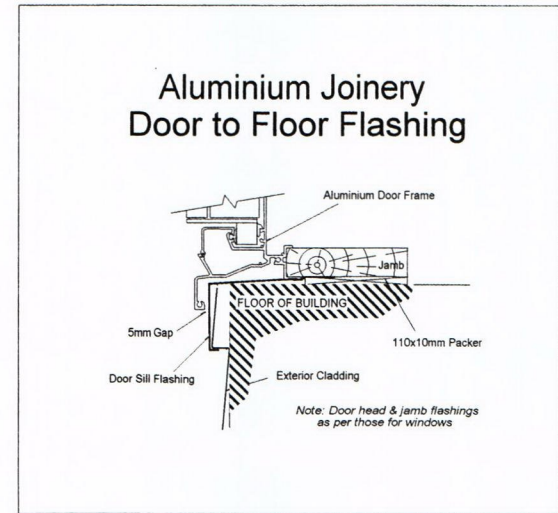 Aluminium Joinery
Door to Floor Flashing
Aluminium Door Frame
Jamb
FLOOR OF BUILDING
5mm Gap
110x10mm Packer
Door Sill Flashing
Exterior Cladding
Note: Door head & jamb flashings
as per those for windows